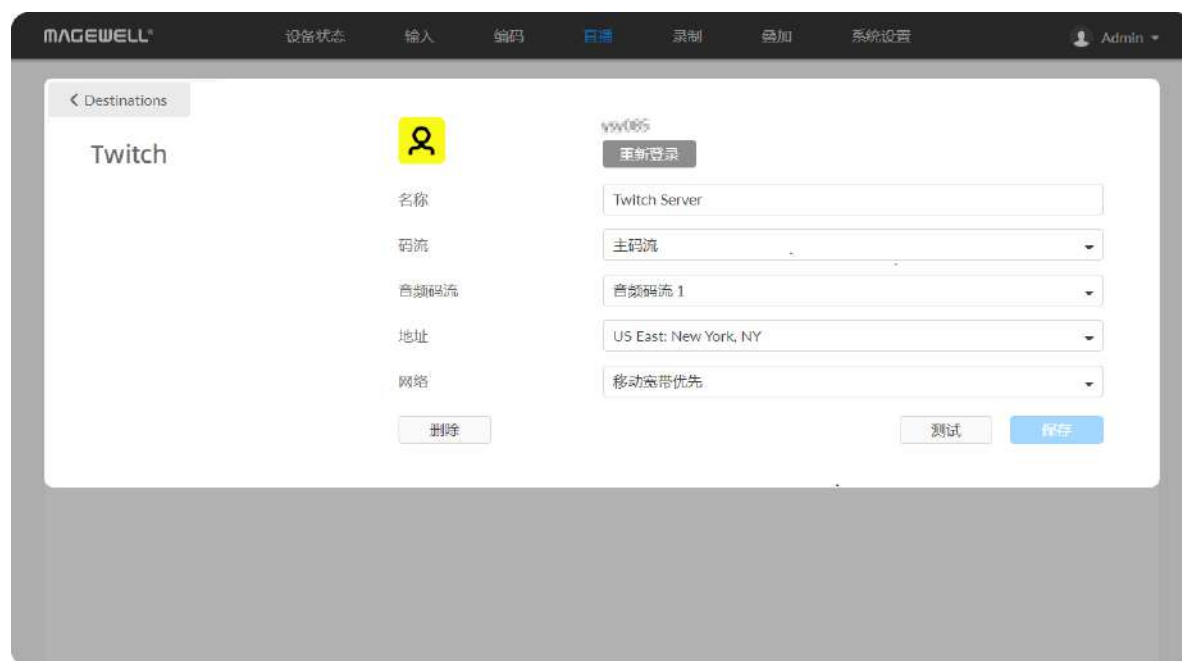 MAGEWELL®
设备状态 输入 编码 直播 录制 叠加 系统设置 Admin
Destinations
Twitch
重新登录
名称 Twitch Server
码流 主码流
音频码流 音频码流 1
地址 US East: New York, NY
网络 移动宽带优先
删除 测试 保存